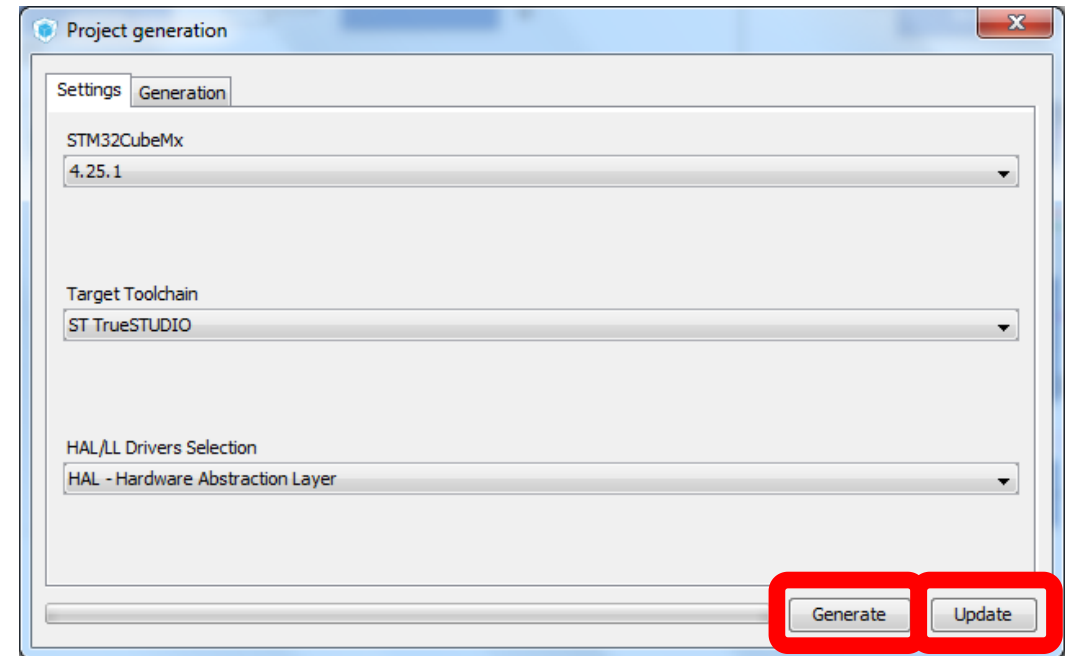 Project generation
Settings Generation
STM32CubeMx
4.25.1
Target Toolchain
ST TrueSTUDIO
HAL/LL Drivers Selection
HAL - Hardware Abstraction Layer
Generate Update